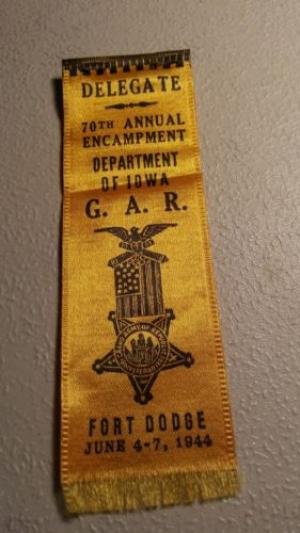 DELEGATE
70TH ANNUAL
ENCAMPMENT
DEPARTMENT
OF IOWA
G. A. R.
FORT DODGE
JUNE 4-7, 1944